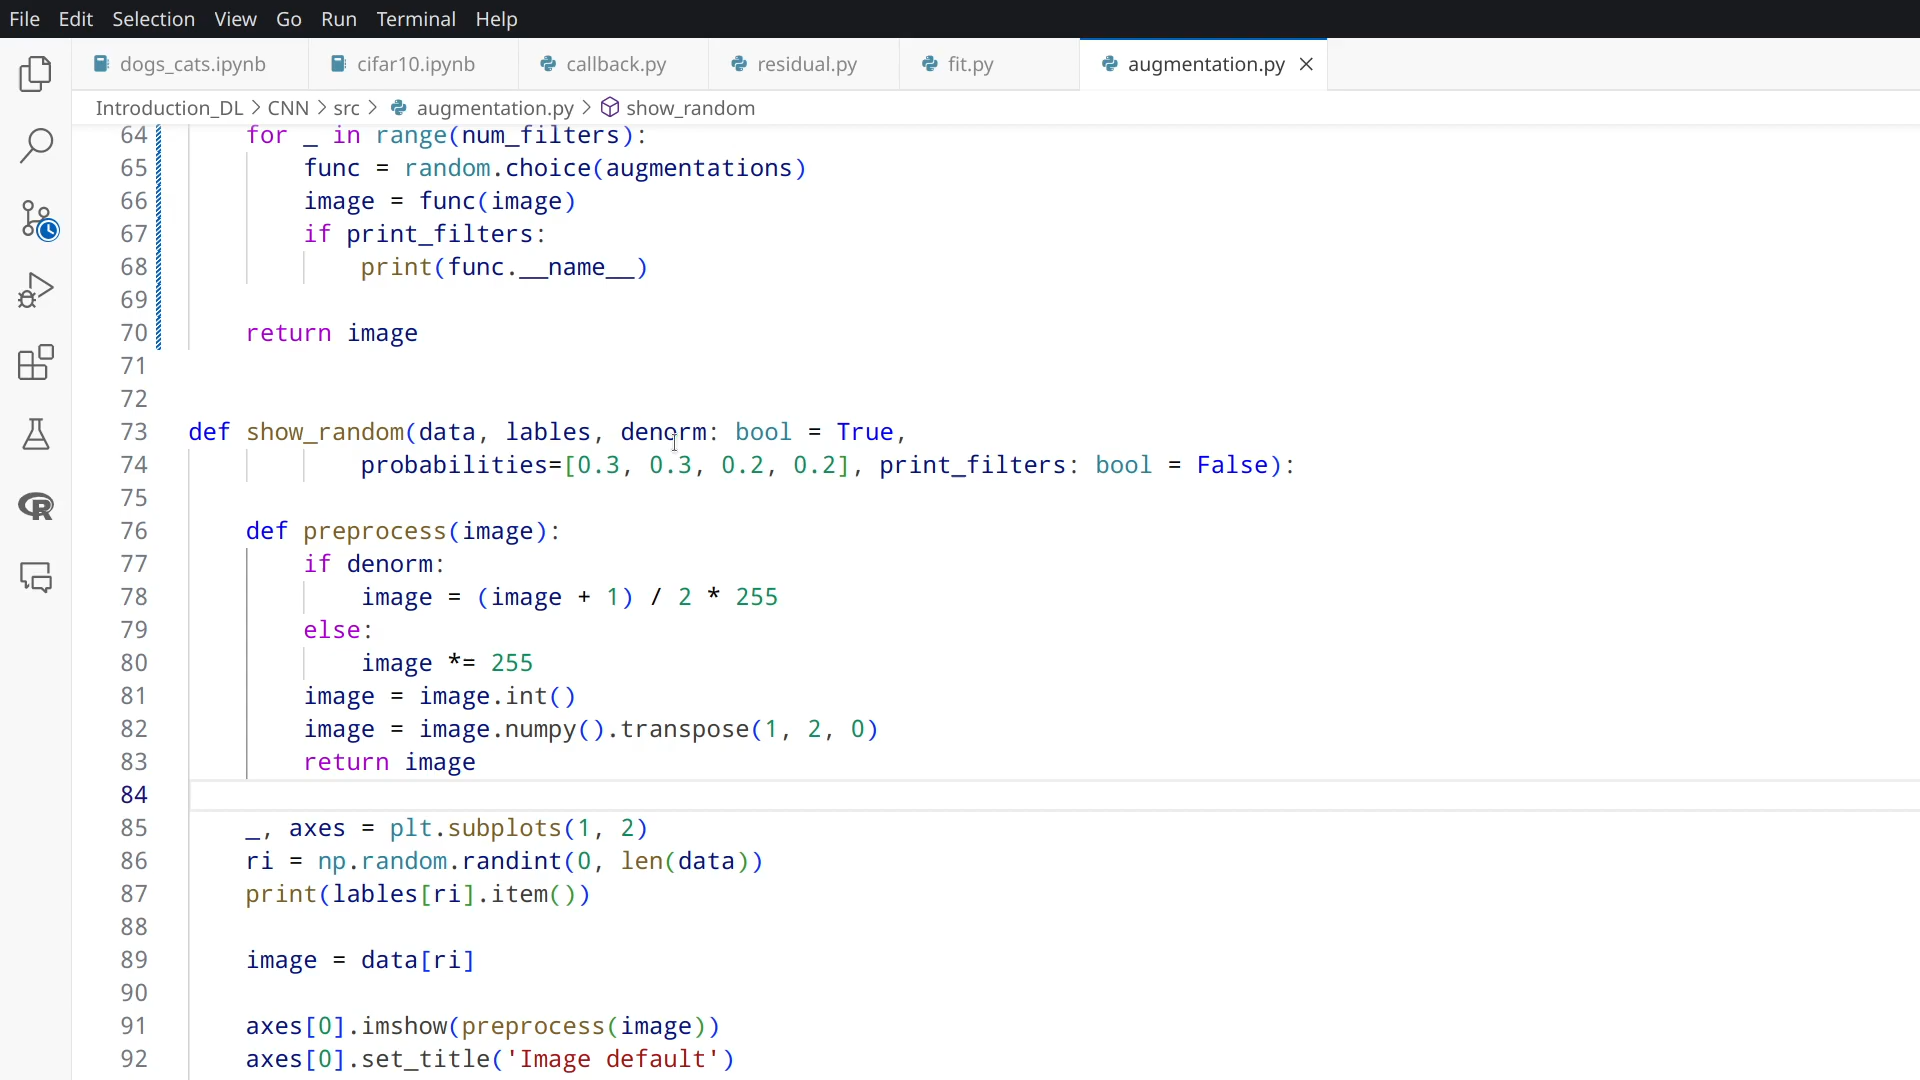 File Edit Selection View Go Run Terminal Help
dogs_cats.ipynb cifar10.ipynb callback.py residual.py fit.py augmentation.py
Introduction_DL > CNN > src > augmentation.py > show_random
64 for _ in range(num_filters):
65 func = random.choice(augmentations)
66 image = func(image)
67 if print_filters:
68 print(func.__name__)
69
70 return image
71
72
73 def show_random(data, lables, denorm: bool = True,
74 probabilities=[0.3, 0.3, 0.2, 0.2], print_filters: bool = False):
75
76 def preprocess(image):
77 if denorm:
78 image = (image + 1) / 2 * 255
79 else:
80 image *= 255
81 image = image.int()
82 image = image.numpy().transpose(1, 2, 0)
83 return image
84
85 _, axes = plt.subplots(1, 2)
86 ri = np.random.randint(0, len(data))
87 print(lables[ri].item())
88
89 image = data[ri]
90
91 axes[0].imshow(preprocess(image))
92 axes[0].set_title('Image default')